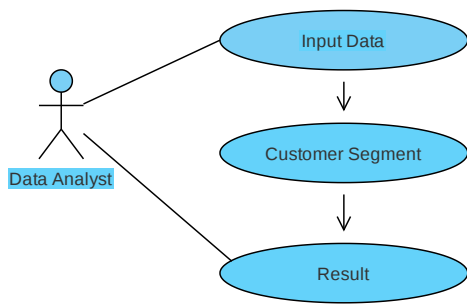 Input Data
Customer Segment
Data Analyst
Result